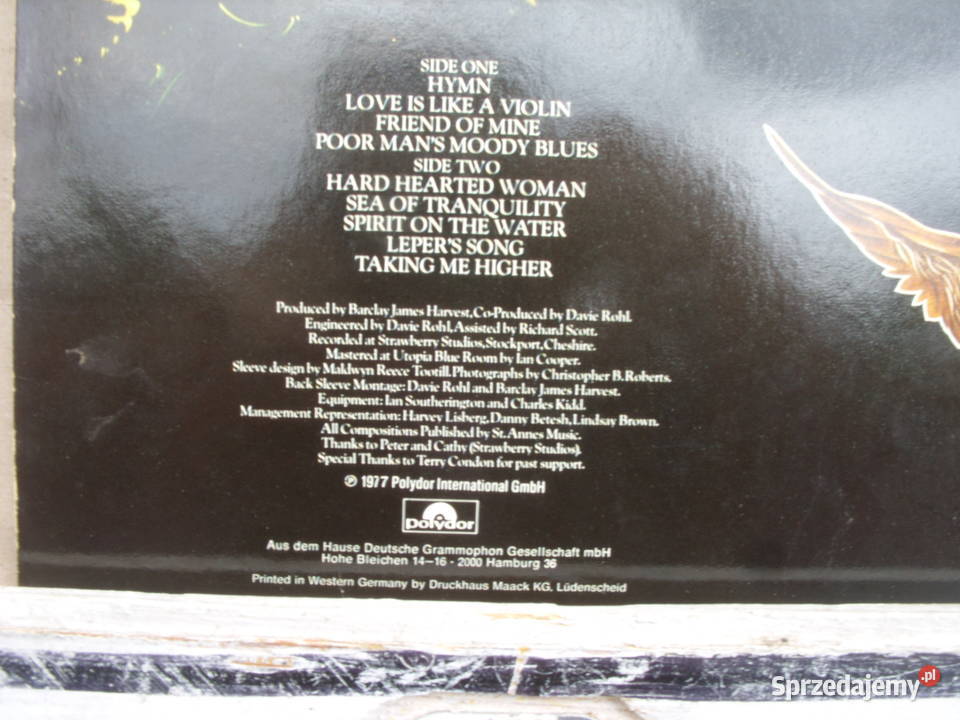 SIDE ONE
HYMN
LOVE IS LIKE A VIOLIN
FRIEND OF MINE
POOR MAN'S MOODY BLUES
SIDE TWO
HARD HEARTED WOMAN
SEA OF TRANQUILITY
SPIRIT ON THE WATER
LEPER'S SONG
TAKING ME HIGHER
Produced by Barclay James Harvest, Co-Produced by Davie Rohl.
Engineered by Davie Rohl, Assisted by Richard Scott.
Recorded at Strawberry Studios, Stockport, Cheshire.
Mastered at Utopia Blue Room by Ian Cooper.
Sleeve design by Maldwyn Reece Tootill. Photographs by Christopher B. Roberts.
Back Sleeve Montage: Davie Rohl and Barclay James Harvest.
Equipment: Ian Southerington and Charles Kidd.
Management Representation: Harvey Lisberg, Danny Betesh, Lindsay Brown.
All Compositions Published by St. Annes Music.
Thanks to Peter and Cathy (Strawberry Studios).
Special Thanks to Terry Condon for past support.
℗ 1977 Polydor International GmbH
polydor
Aus dem Hause Deutsche Grammophon Gesellschaft mbH
Hohe Bleichen 14–16 - 2000 Hamburg 36
Printed in Western Germany by Druckhaus Maack KG, Lüdenscheid
Sprzedajemy.pl